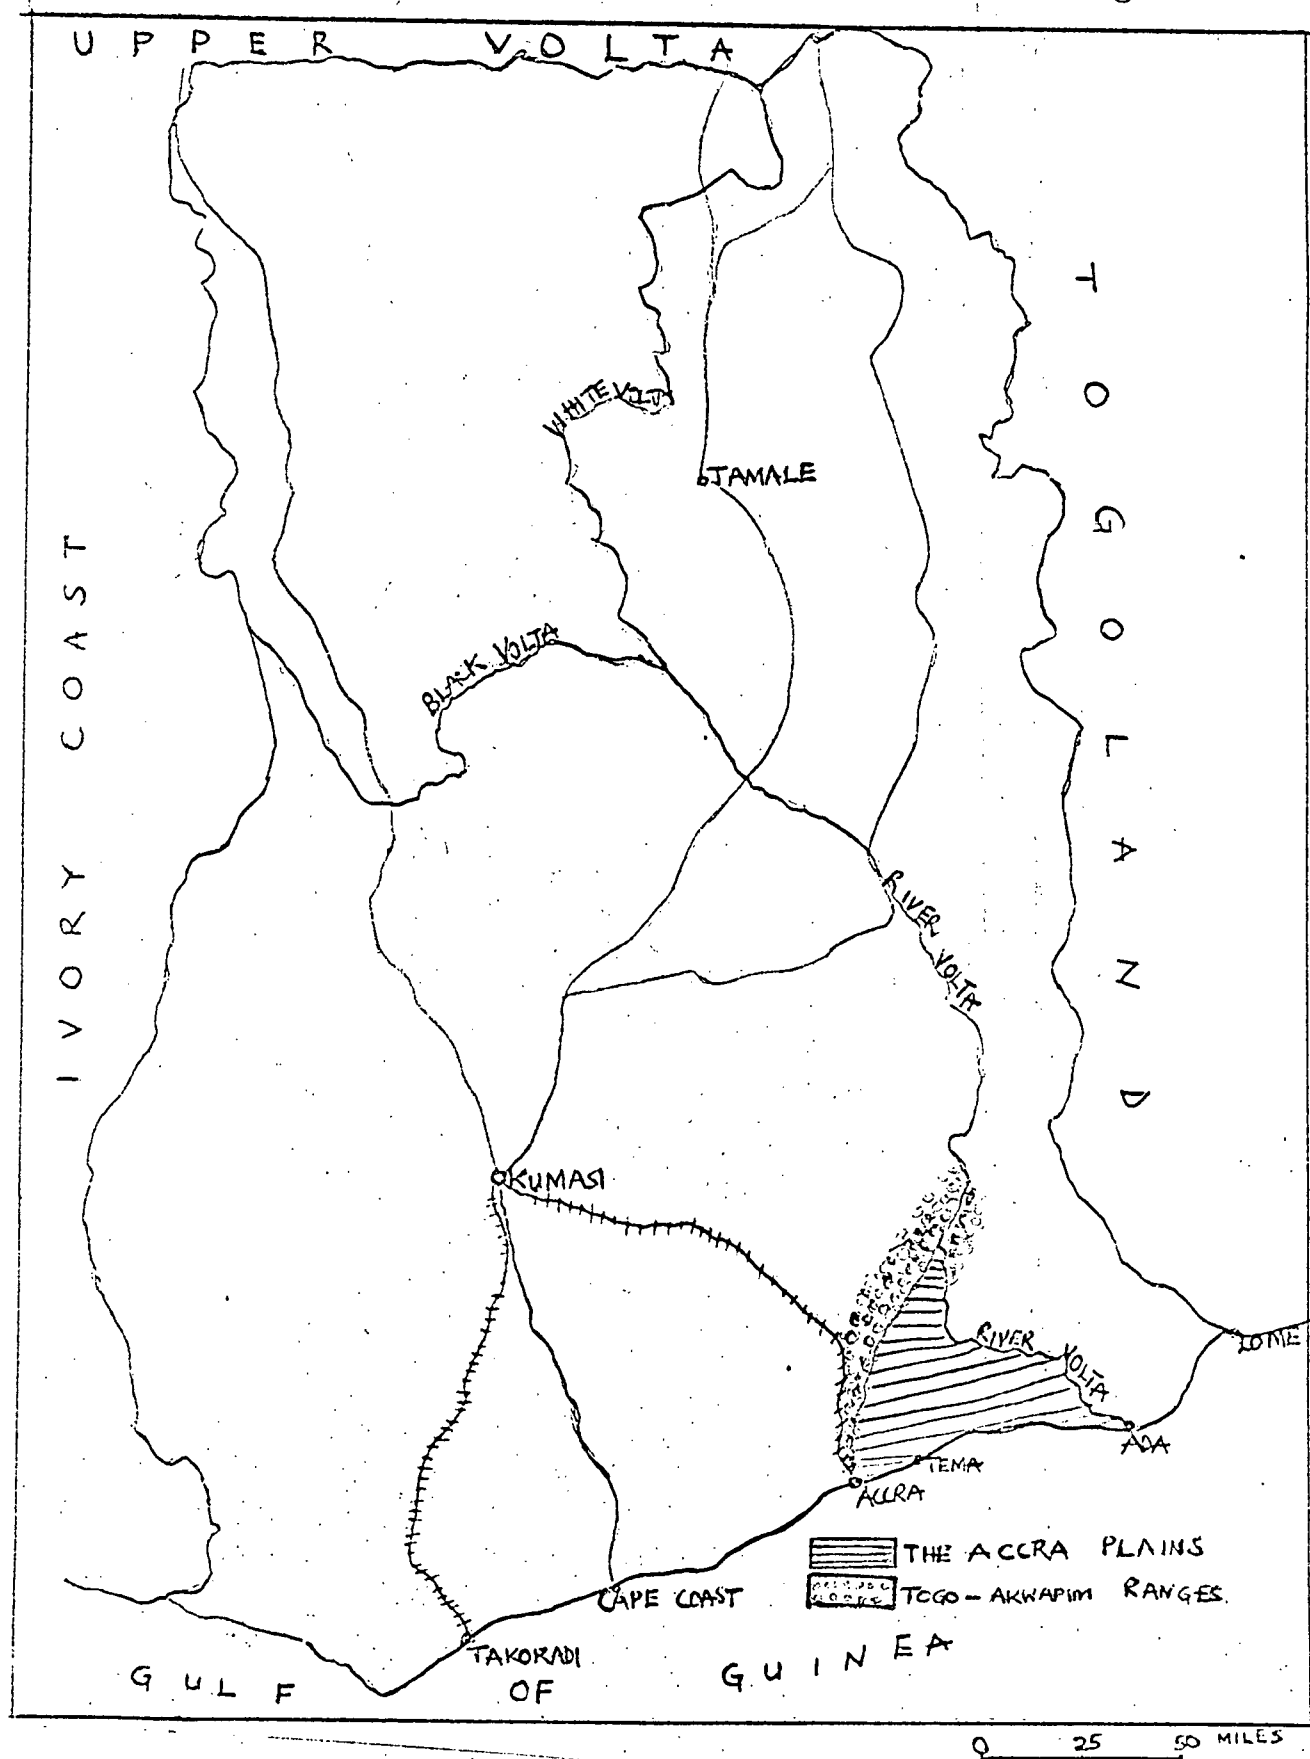 UPPER VOLTA
TOGOLAND
IVORY COAST
WHITE VOLTA
TAMALE
BLACK VOLTA
RIVER VOLTA
KUMASI
RIVER VOLTA
LOME
ADA
TEMA
ACCRA
THE ACCRA PLAINS
TOGO-AKWAPIM RANGES.
CAPE COAST
TAKORADI
GULF OF GUINEA
0 25 50 MILES